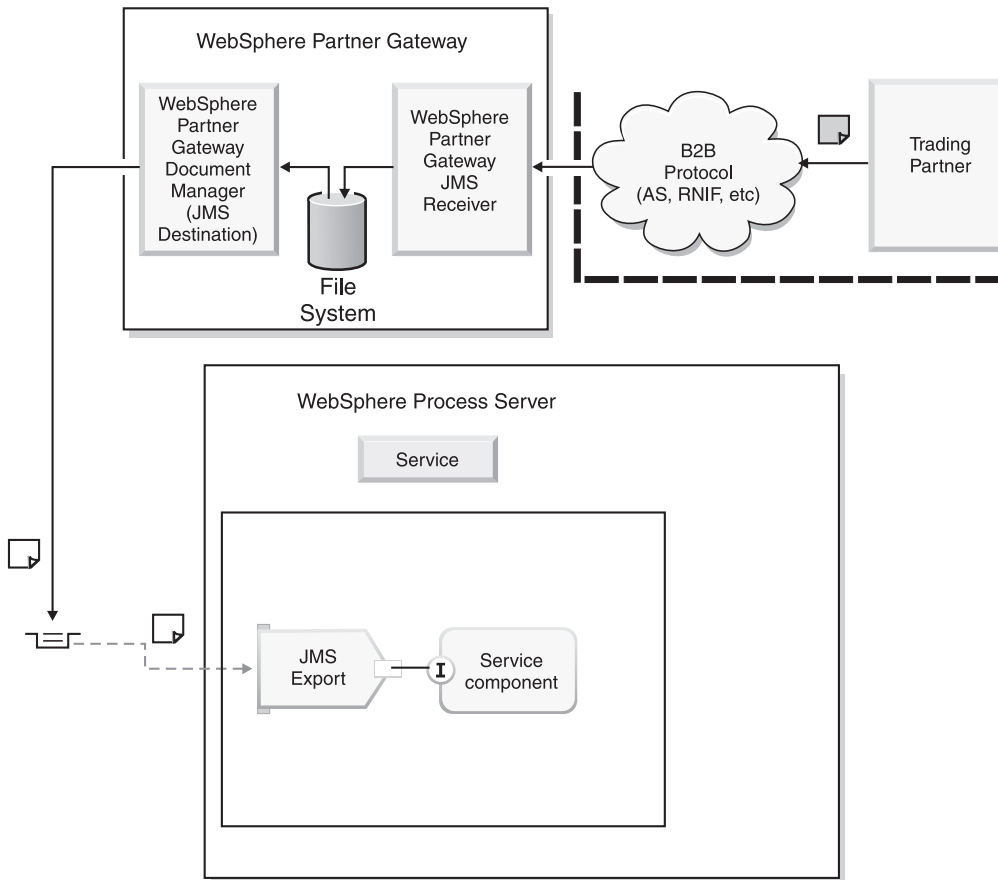 WebSphere Partner Gateway
WebSphere
Partner
Gateway
Document
Manager
(JMS
Destination)
WebSphere
Partner
Gateway
JMS
Receiver
File
System
B2B
Protocol
(AS, RNIF, etc)
Trading
Partner
WebSphere Process Server
Service
JMS
Export
I
Service
component